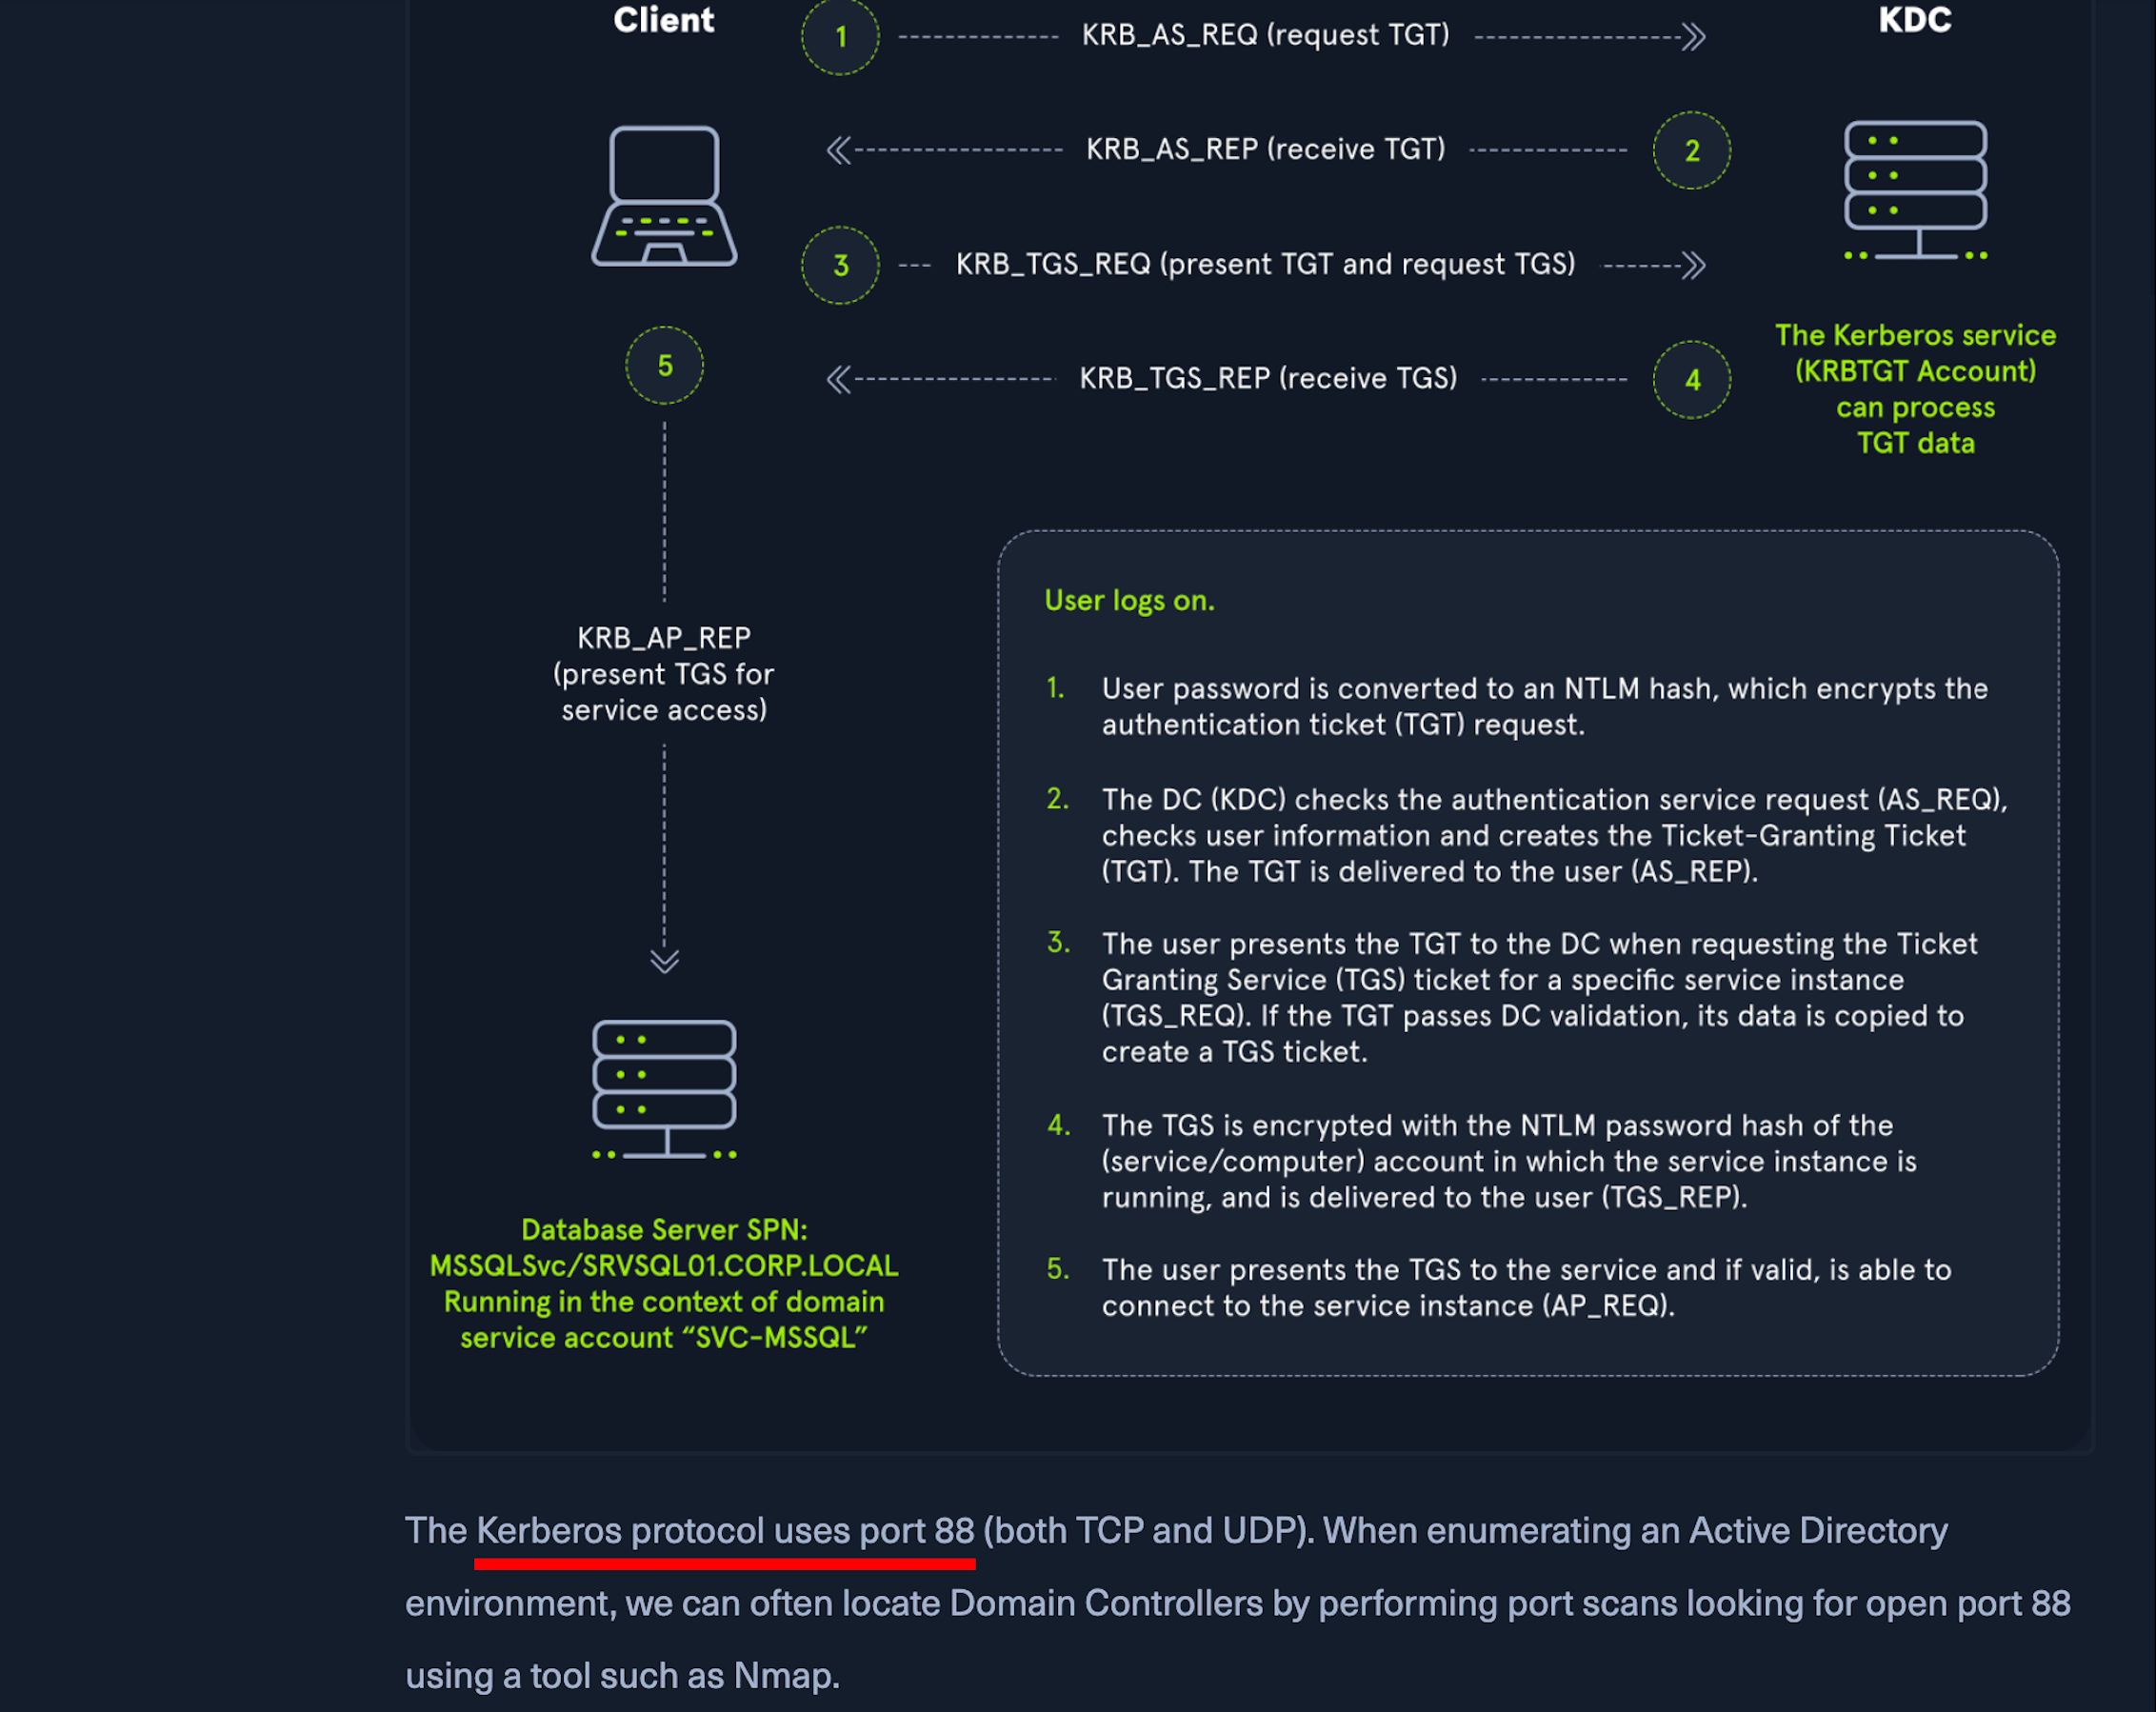 Client
KDC
1
KRB_AS_REQ (request TGT)
KRB_AS_REP (receive TGT)
2
3
KRB_TGS_REQ (present TGT and request TGS)
KRB_TGS_REP (receive TGS)
4
The Kerberos service
(KRBTGT Account)
can process
TGT data
5
KRB_AP_REP
(present TGS for
service access)
Database Server SPN:
MSSQLSvc/SRVSQL01.CORP.LOCAL
Running in the context of domain
service account “SVC-MSSQL”
User logs on.
1. User password is converted to an NTLM hash, which encrypts the
authentication ticket (TGT) request.
2. The DC (KDC) checks the authentication service request (AS_REQ),
checks user information and creates the Ticket-Granting Ticket
(TGT). The TGT is delivered to the user (AS_REP).
3. The user presents the TGT to the DC when requesting the Ticket
Granting Service (TGS) ticket for a specific service instance
(TGS_REQ). If the TGT passes DC validation, its data is copied to
create a TGS ticket.
4. The TGS is encrypted with the NTLM password hash of the
(service/computer) account in which the service instance is
running, and is delivered to the user (TGS_REP).
5. The user presents the TGS to the service and if valid, is able to
connect to the service instance (AP_REQ).
The Kerberos protocol uses port 88 (both TCP and UDP). When enumerating an Active Directory
environment, we can often locate Domain Controllers by performing port scans looking for open port 88
using a tool such as Nmap.